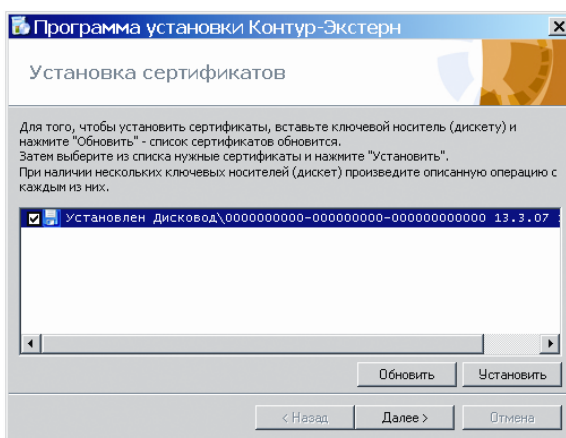 Программа установки Контур-Экстерн
Установка сертификатов
Для того, чтобы установить сертификаты, вставьте ключевой носитель (дискету) и
нажмите "Обновить" - список сертификатов обновится.
Затем выберите из списка нужные сертификаты и нажмите "Установить".
При наличии нескольких ключевых носителей (дискет) произведите описанную операцию с
каждым из них.
Установлен Дисковод\0000000000-000000000-000000000000 13.3.07
Обновить
Установить
< Назад
Далее >
Отмена